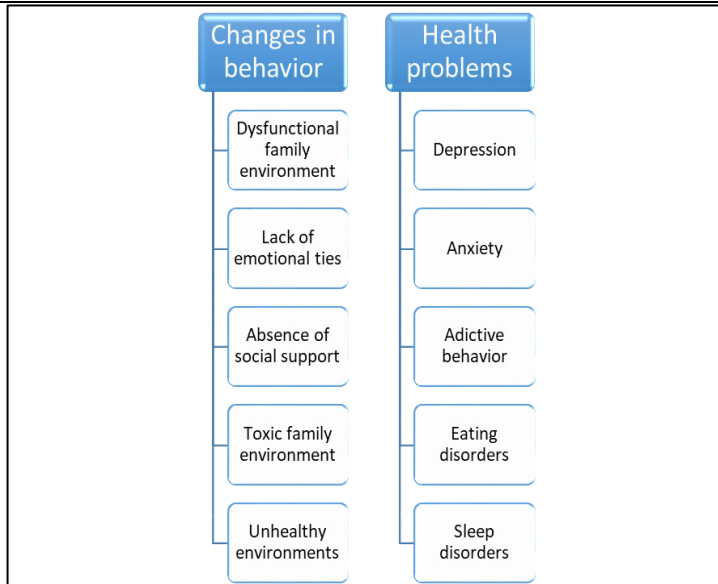 Changes in
behavior
Dysfunctional
family
environment
Lack of
emotional ties
Absence of
social support
Toxic family
environment
Unhealthy
environments
Health
problems
Depression
Anxiety
Adictive
behavior
Eating
disorders
Sleep
disorders